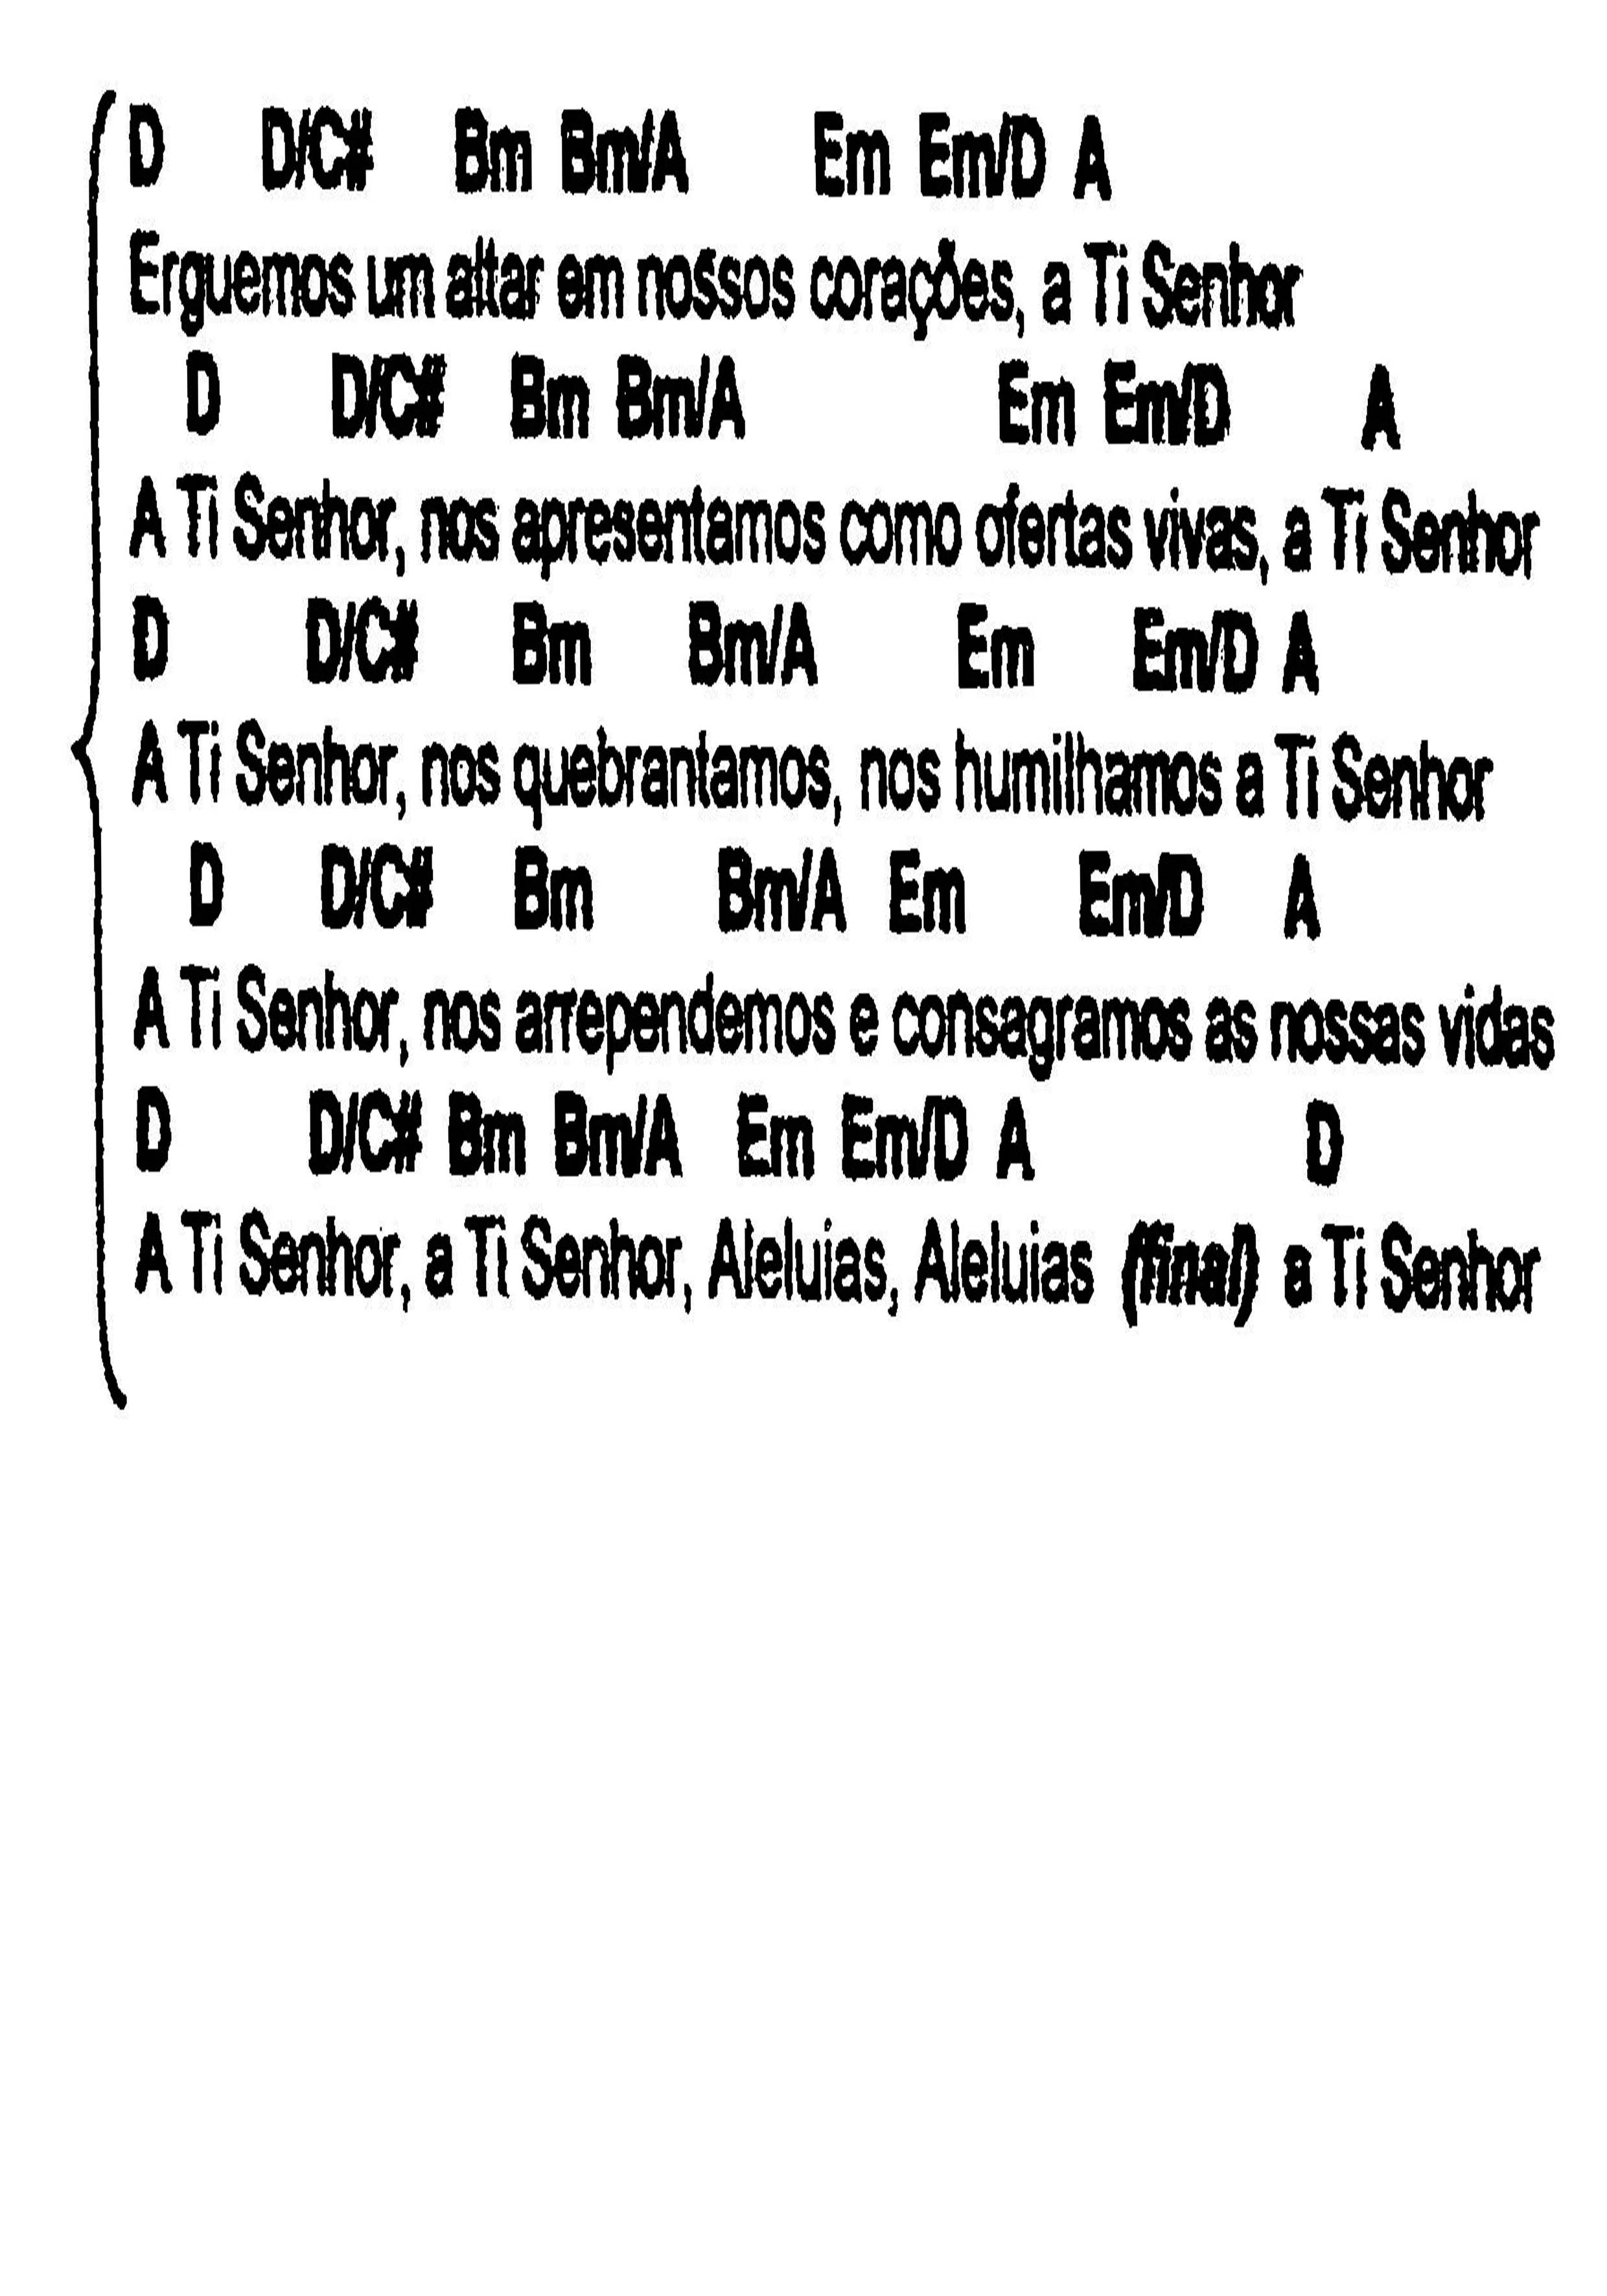 D D/C# Bm Bm/A Em Em/D A
Erguemos um altar em nossos corações, a Ti Senhor
D D/C# Bm Bm/A Em Em/D A
A Ti Senhor, nos apresentamos como ofertas vivas, a Ti Senhor
D D/C# Bm Bm/A Em Em/D A
A Ti Senhor, nos quebrantamos, nos humilhamos a Ti Senhor
D D/C# Bm Bm/A Em Em/D A
A Ti Senhor, nos arrependemos e consagramos as nossas vidas
D D/C# Bm Bm/A Em Em/D A D
A Ti Senhor, a Ti Senhor, Aleluias, Aleluias (final) a Ti Senhor